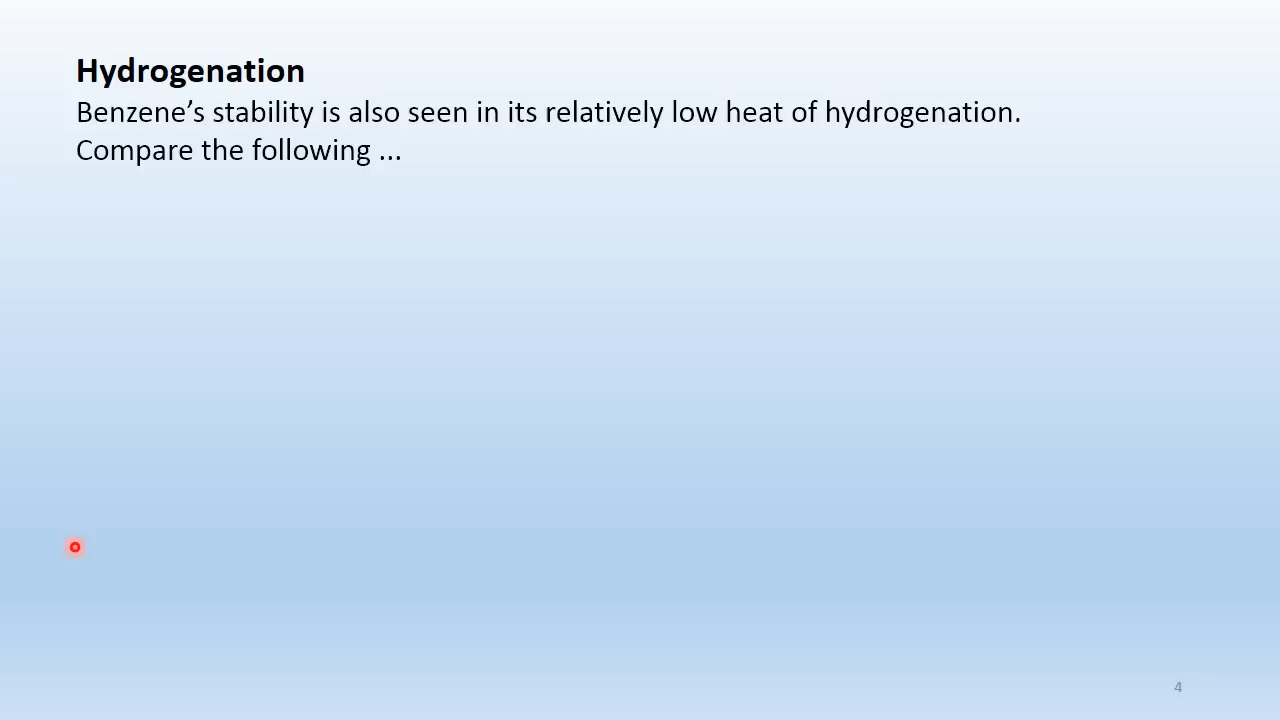 Hydrogenation
Benzene’s stability is also seen in its relatively low heat of hydrogenation.
Compare the following ...
4